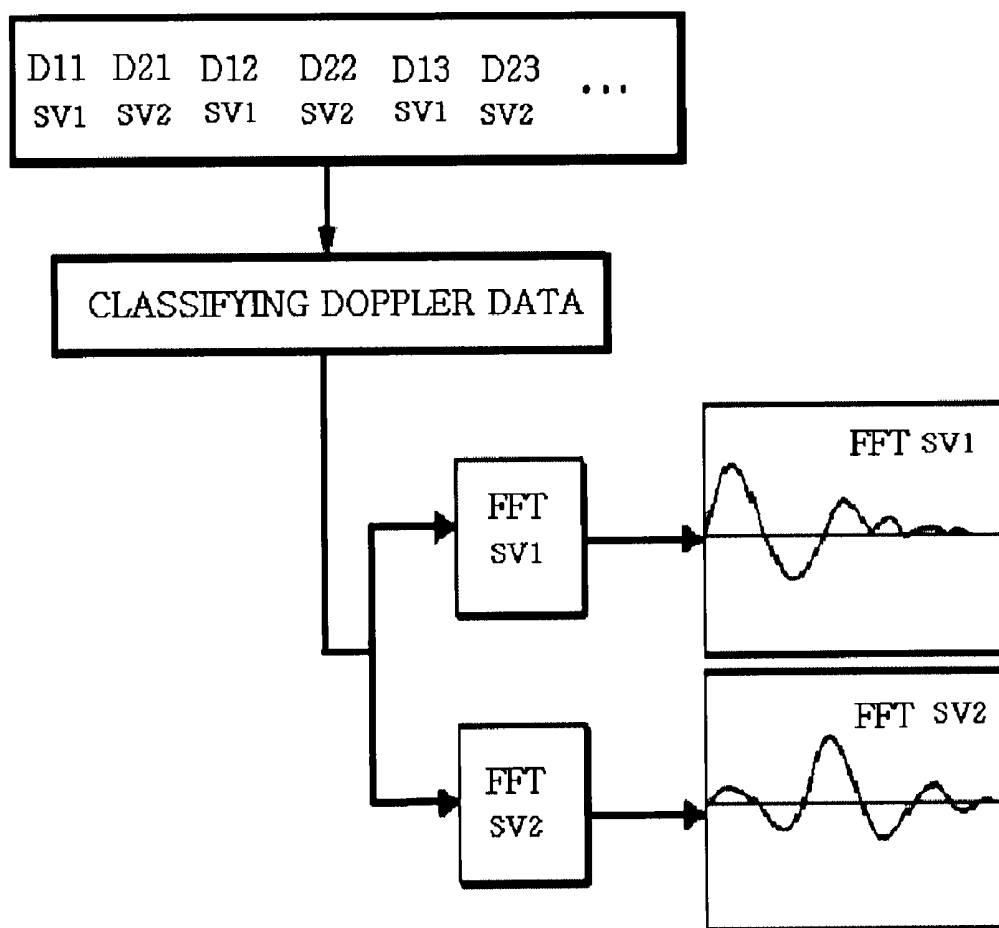 D11 D21 D12 D22 D13 D23 ...
SV1 SV2 SV1 SV2 SV1 SV2
CLASSIFYING DOPPLER DATA
FFT
SV1
FFT SV1
FFT
SV2
FFT SV2